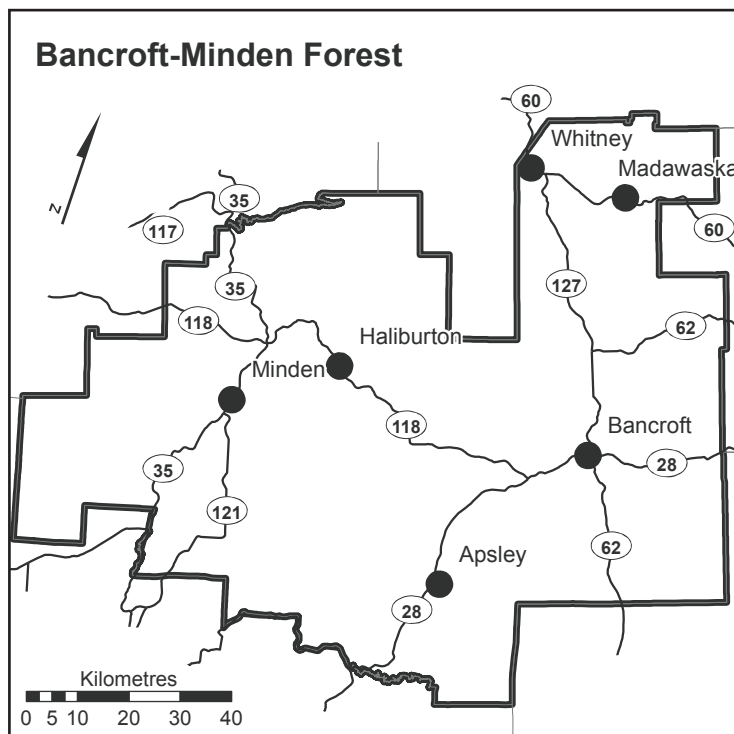 Bancroft-Minden Forest
60
Whitney
Madawaska
35
z
117
60
35
127
118
62
Haliburton
Minden
118
Bancroft
35
28
121
62
Apsley
28
Kilometres
0 5 10 20 30 40